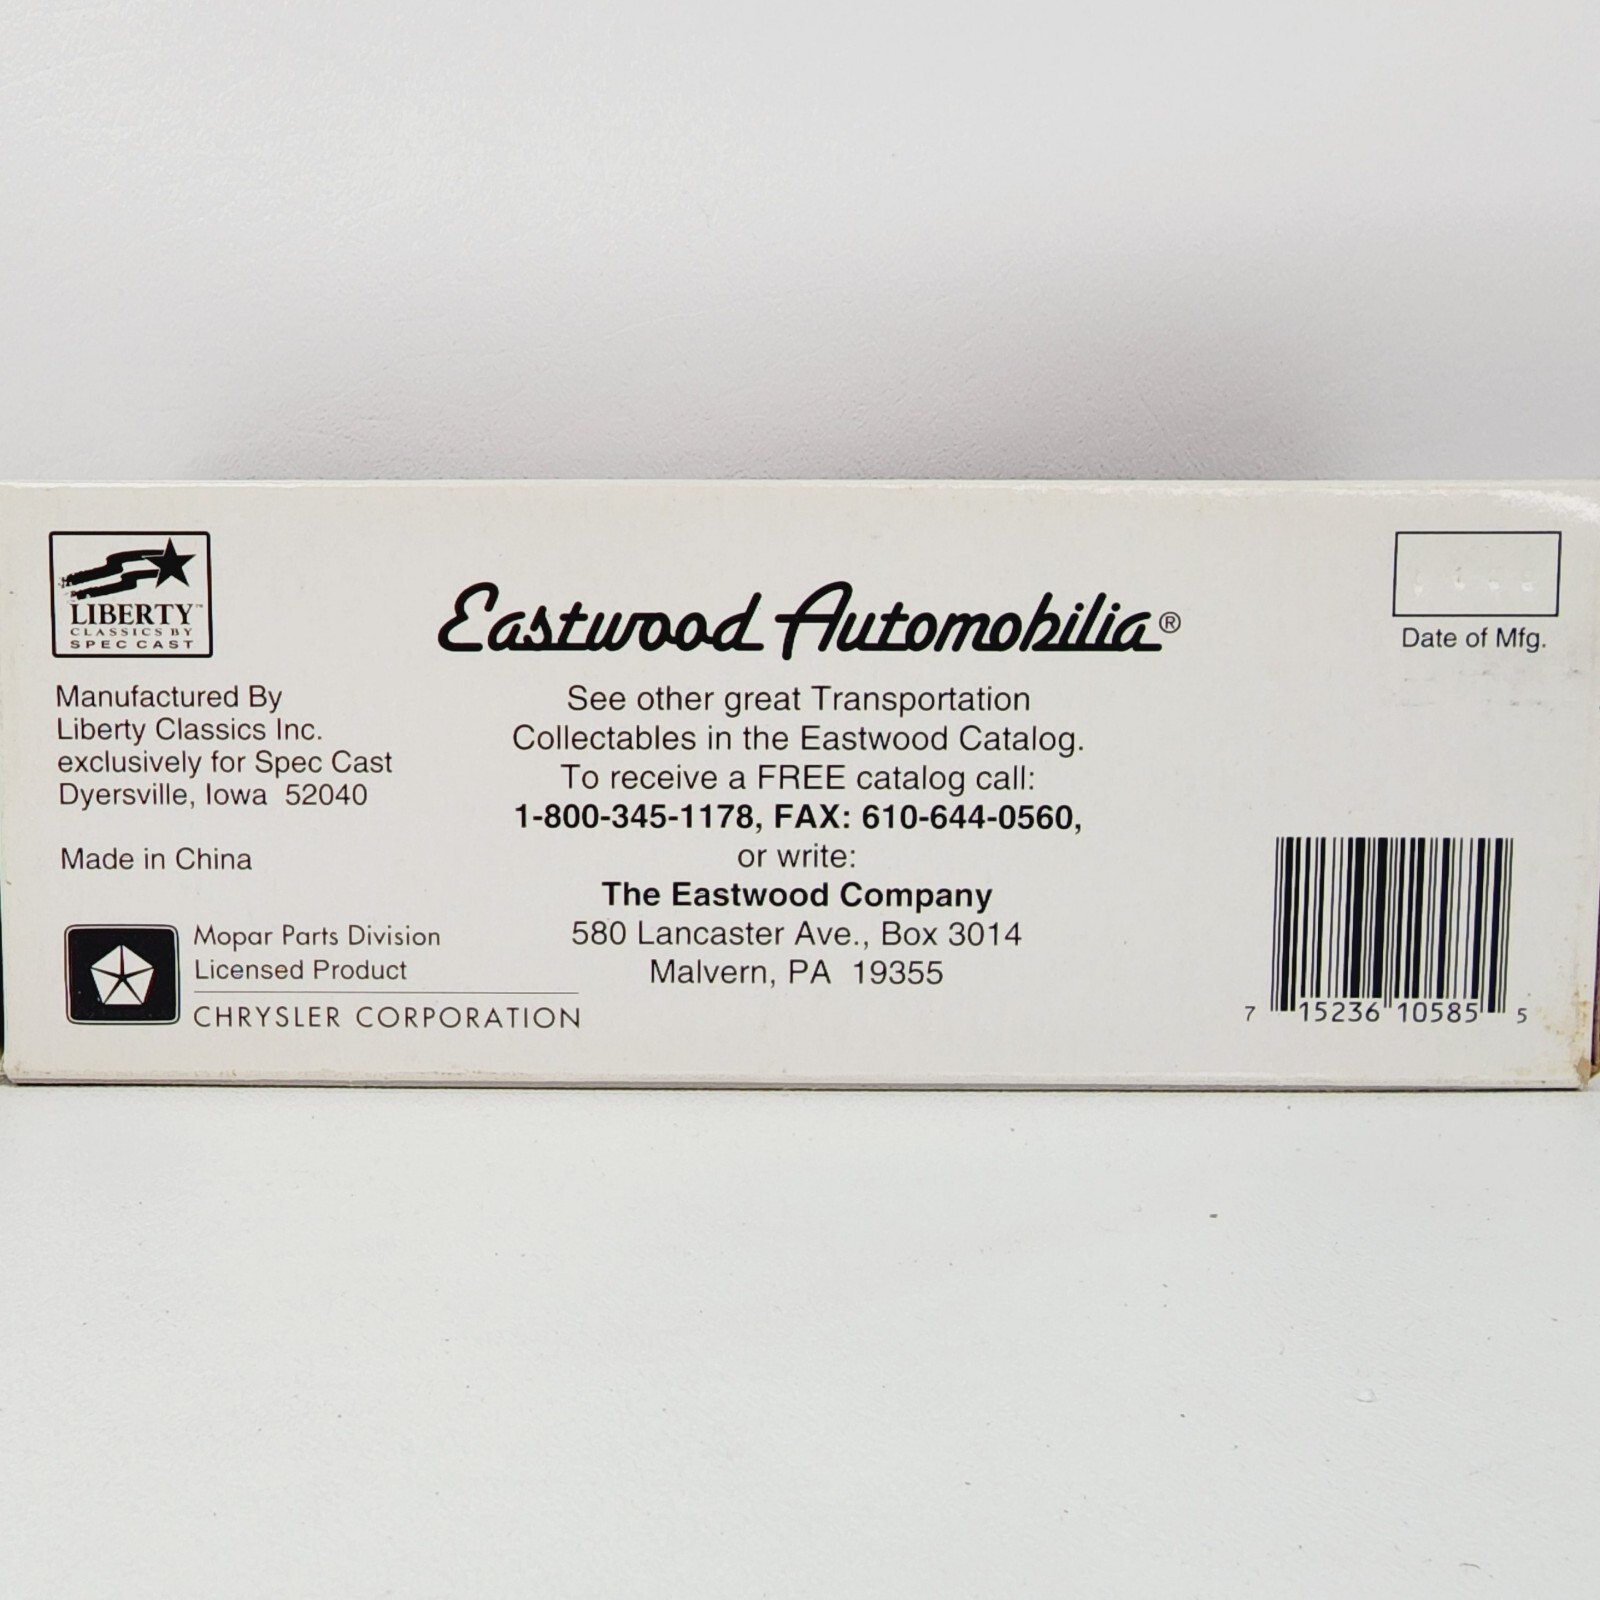 LIBERTY™
CLASSICS BY
SPEC CAST
Manufactured By
Liberty Classics Inc.
exclusively for Spec Cast
Dyersville, Iowa 52040
Made in China
Mopar Parts Division
Licensed Product
CHRYSLER CORPORATION
Eastwood Automobilia®
See other great Transportation
Collectables in the Eastwood Catalog.
To receive a FREE catalog call:
1-800-345-1178, FAX: 610-644-0560,
or write:
The Eastwood Company
580 Lancaster Ave., Box 3014
Malvern, PA 19355
Date of Mfg.
7 15236 10585 5